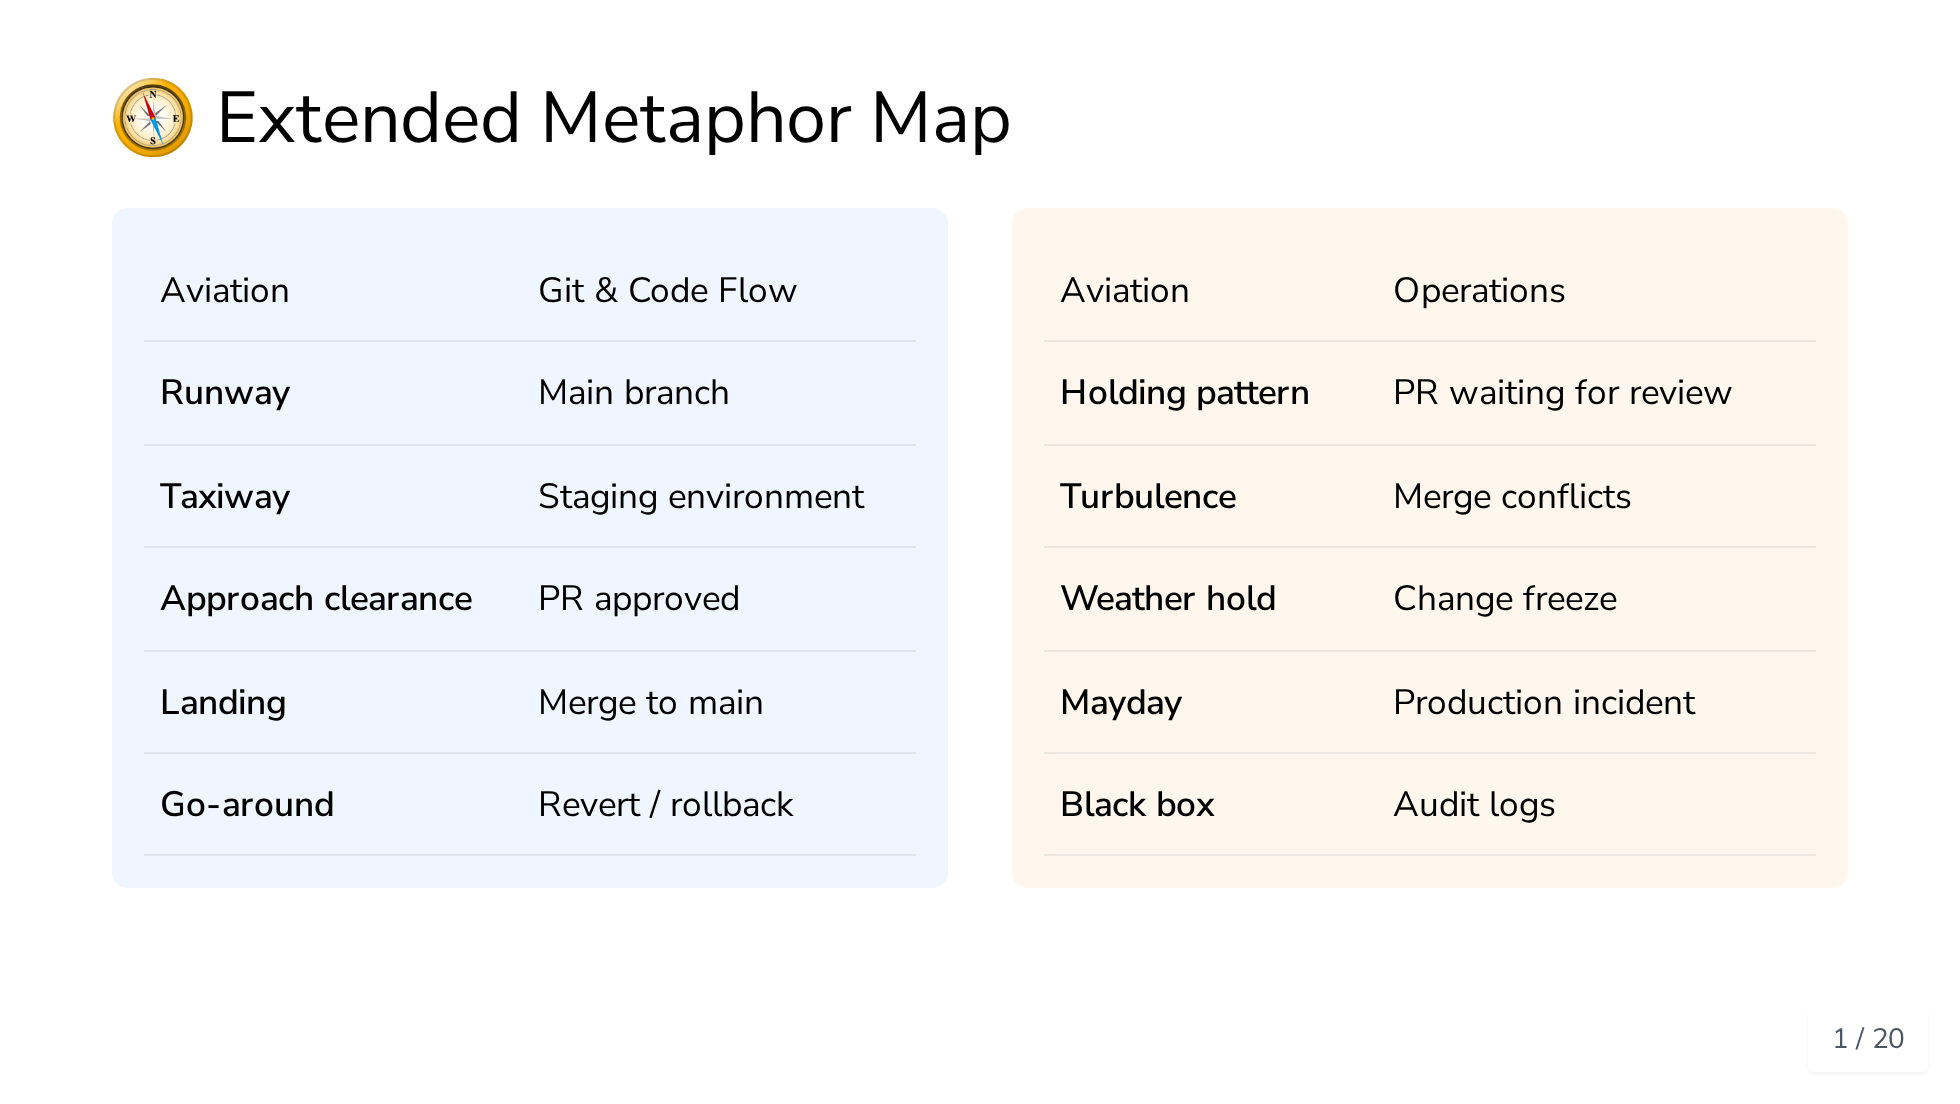 Extended Metaphor Map
Aviation Git & Code Flow
Runway Main branch
Taxiway Staging environment
Approach clearance PR approved
Landing Merge to main
Go-around Revert / rollback
Aviation Operations
Holding pattern PR waiting for review
Turbulence Merge conflicts
Weather hold Change freeze
Mayday Production incident
Black box Audit logs
1 / 20